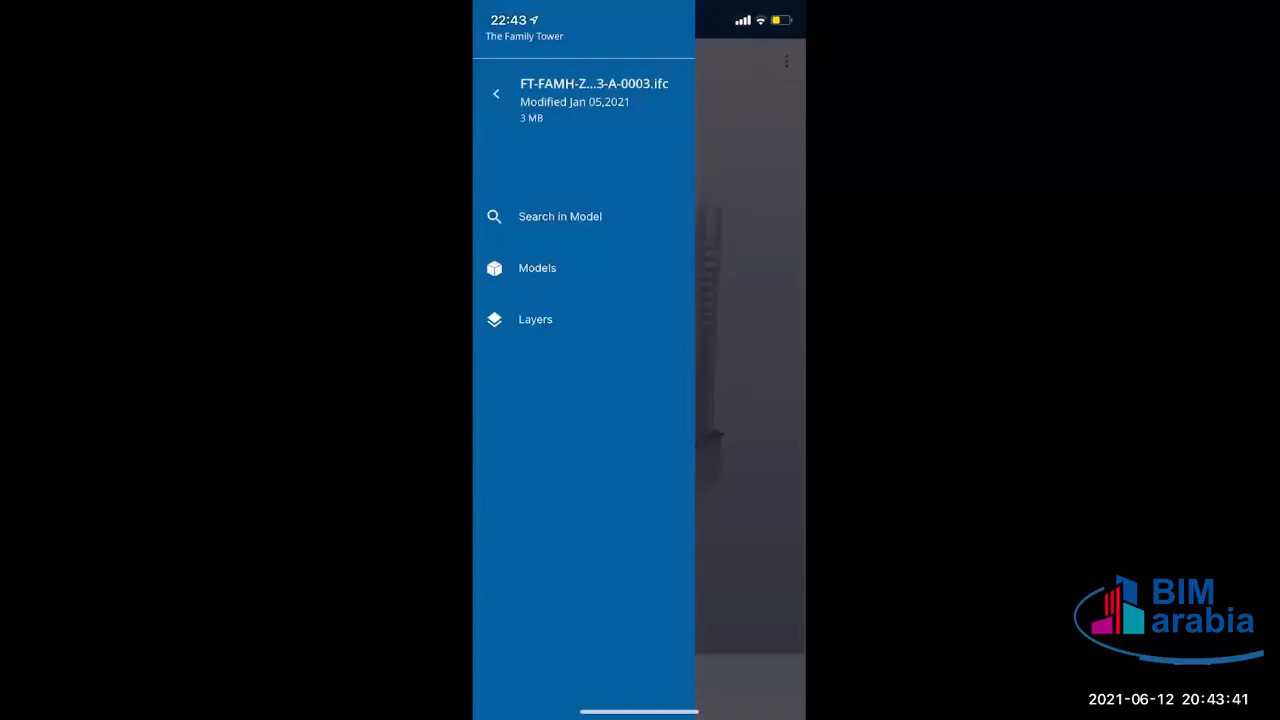 22:43
The Family Tower
FT-FAMH-Z...3-A-0003.ifc
Modified Jan 05,2021
3 MB
Search in Model
Models
Layers
BIM
arabia
2021-06-12 20:43:41